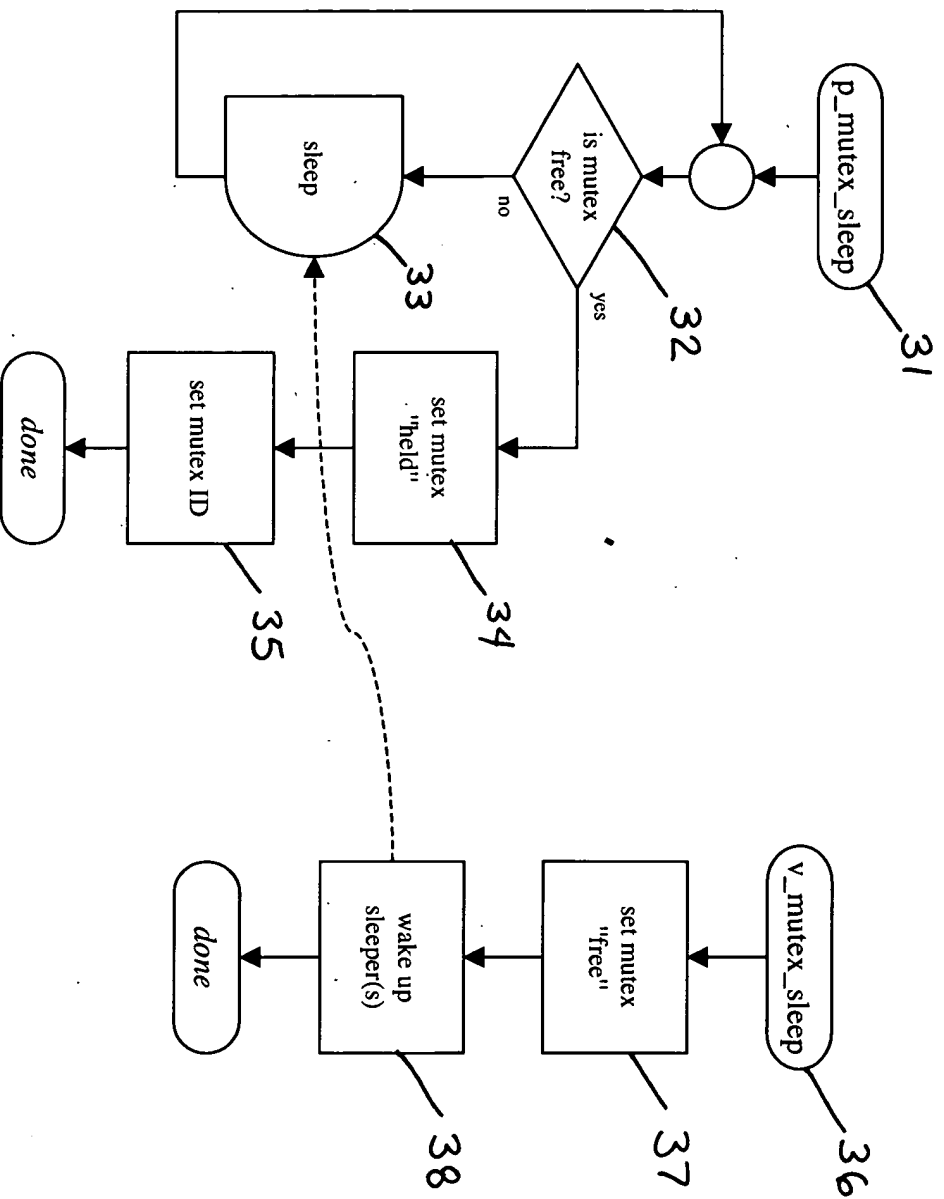 p_mutex_sleep
31
is mutex
free?
32
no
yes
sleep
33
set mutex
"held"
34
set mutex ID
35
done
v_mutex_sleep
36
set mutex
"free"
37
wake up
sleeper(s)
38
done